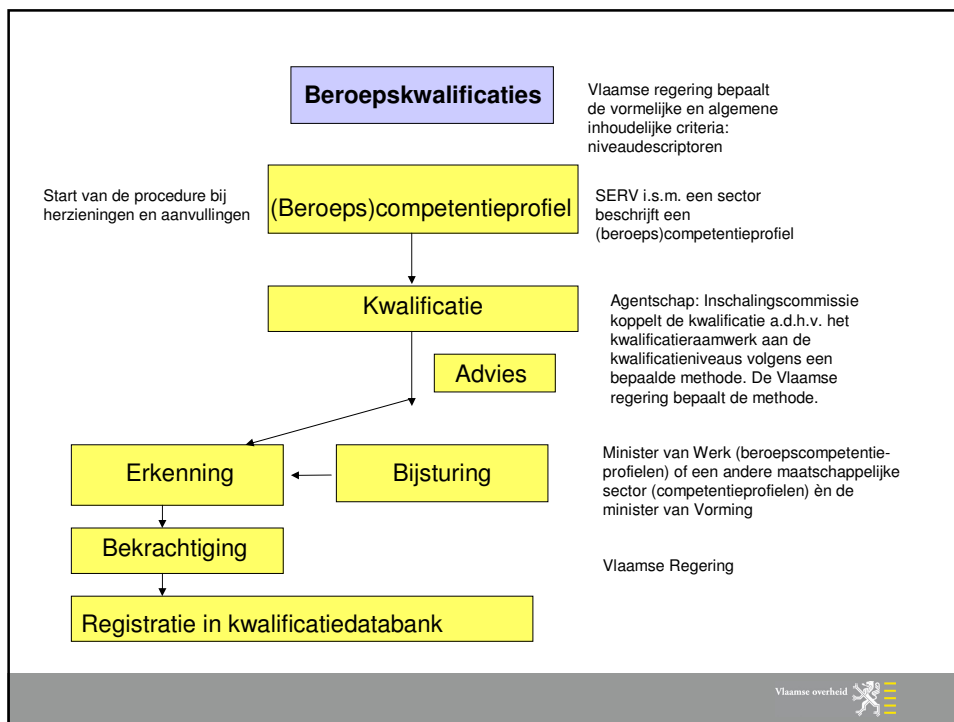 Beroepskwalificaties
Vlaamse regering bepaalt
de vormelijke en algemene
inhoudelijke criteria:
niveaudescriptoren
Start van de procedure bij
herzieningen en aanvullingen
(Beroeps)competentieprofiel
SERV i.s.m. een sector
beschrijft een
(beroeps)competentieprofiel
Kwalificatie
Agentschap: Inschalingscommissie
koppelt de kwalificatie a.d.h.v. het
kwalificatieraamwerk aan de
kwalificatieniveaus volgens een
bepaalde methode. De Vlaamse
regering bepaalt de methode.
Advies
Erkenning
Bijsturing
Minister van Werk (beroepscompetentie-
profielen) of een andere maatschappelijke
sector (competentieprofielen) èn de
minister van Vorming
Bekrachtiging
Vlaamse Regering
Registratie in kwalificatiedatabank
Vlaamse overheid